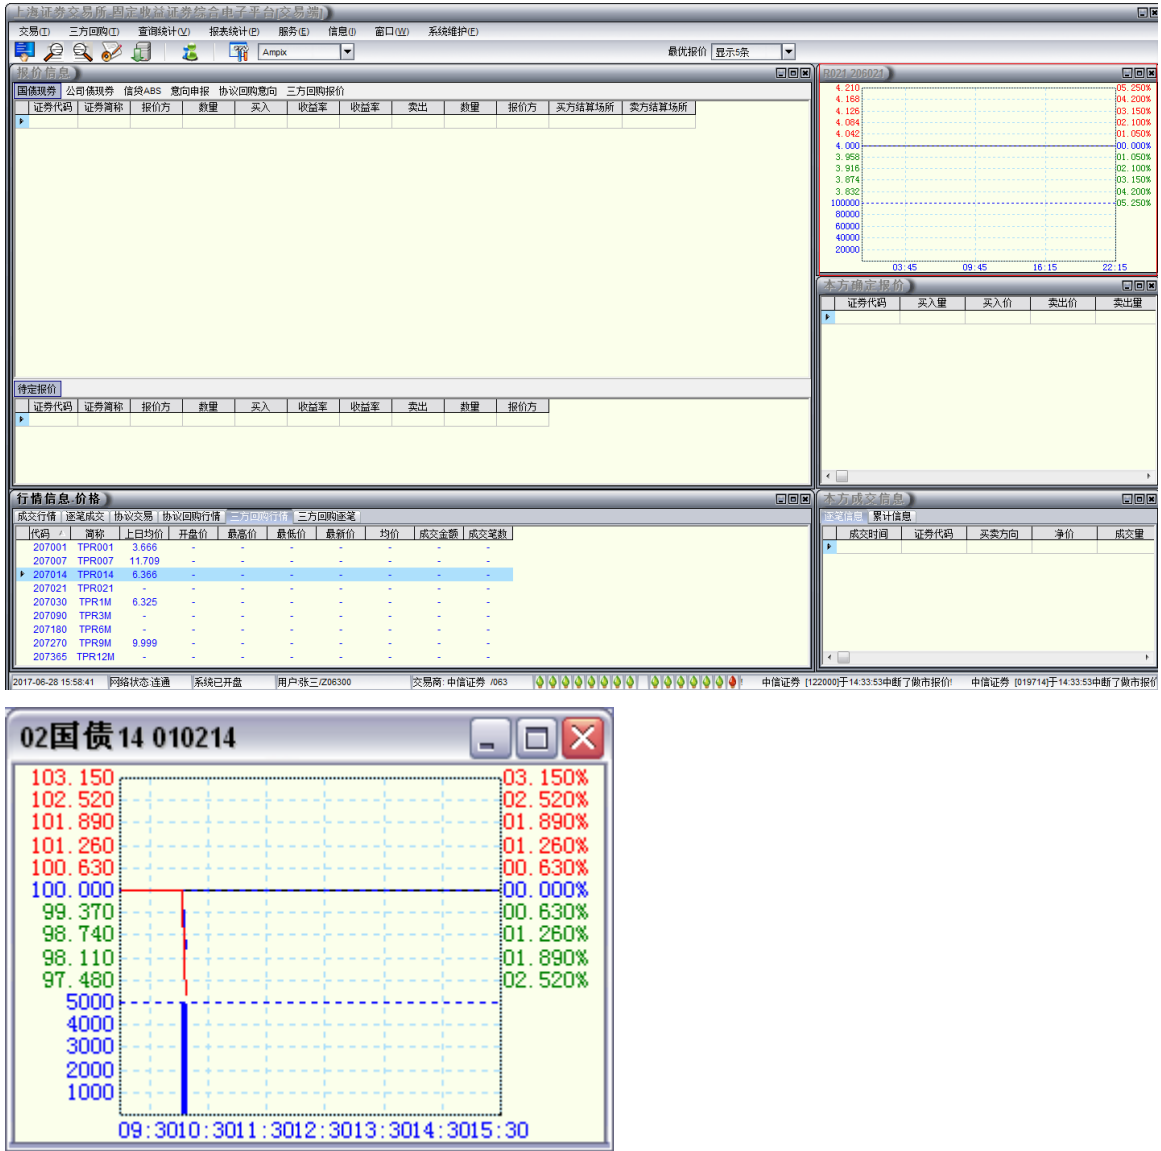 上海证券交易所-固定收益证券综合电子平台[交易端]
交易(T) 三方回购(T) 查询统计(V) 报表统计(P) 服务(E) 信息(I) 窗口(W) 系统维护(F)
Ampix 最优报价 显示5条
报价信息
国债现券 公司债现券 信贷ABS 意向申报 协议回购意向 三方回购报价
证券代码 证券简称 报价方 数量 买入 收益率 收益率 卖出 数量 报价方 买方结算场所 卖方结算场所
待定报价
证券代码 证券简称 报价方 数量 买入 收益率 收益率 卖出 数量 报价方
R021 206021
4.210 05.250%
4.168 04.200%
4.126 03.150%
4.084 02.100%
4.042 01.050%
4.000 00.000%
3.958 01.050%
3.916 02.100%
3.874 03.150%
3.832 04.200%
100000 05.250%
80000
60000
40000
20000
03:45 09:45 16:15 22:15
本方确定报价
证券代码 买入量 买入价 卖出价 卖出量
行情信息-价格
成交行情 逐笔成交 协议交易 协议回购行情 三方回购行情 三方回购逐笔
代码 简称 上日均价 开盘价 最高价 最低价 最新价 均价 成交金额 成交笔数
207001 TPR001 3.666 - - - - - - -
207007 TPR007 11.709 - - - - - - -
207014 TPR014 6.366 - - - - - - -
207021 TPR021 - - - - - - - -
207030 TPR1M 6.325 - - - - - - -
207090 TPR3M - - - - - - - -
207180 TPR6M - - - - - - - -
207270 TPR9M 9.999 - - - - - - -
207365 TPR12M - - - - - - - -
本方成交信息
逐笔信息 累计信息
成交时间 证券代码 买卖方向 净价 成交量
2017-06-28 15:58:41 网络状态:连通 系统已开盘 用户:张三/Z06300 交易商: 中信证券 /063 中信证券 [122000]于14:33:53中断了做市报价! 中信证券 [019714]于14:33:53中断了做市报价
02国债14 010214
103.150 03.150%
102.520 02.520%
101.890 01.890%
101.260 01.260%
100.630 00.630%
100.000 00.000%
99.370 00.630%
98.740 01.260%
98.110 01.890%
97.480 02.520%
5000
4000
3000
2000
1000
09:30 10:30 11:30 12:30 13:30 14:30 15:30